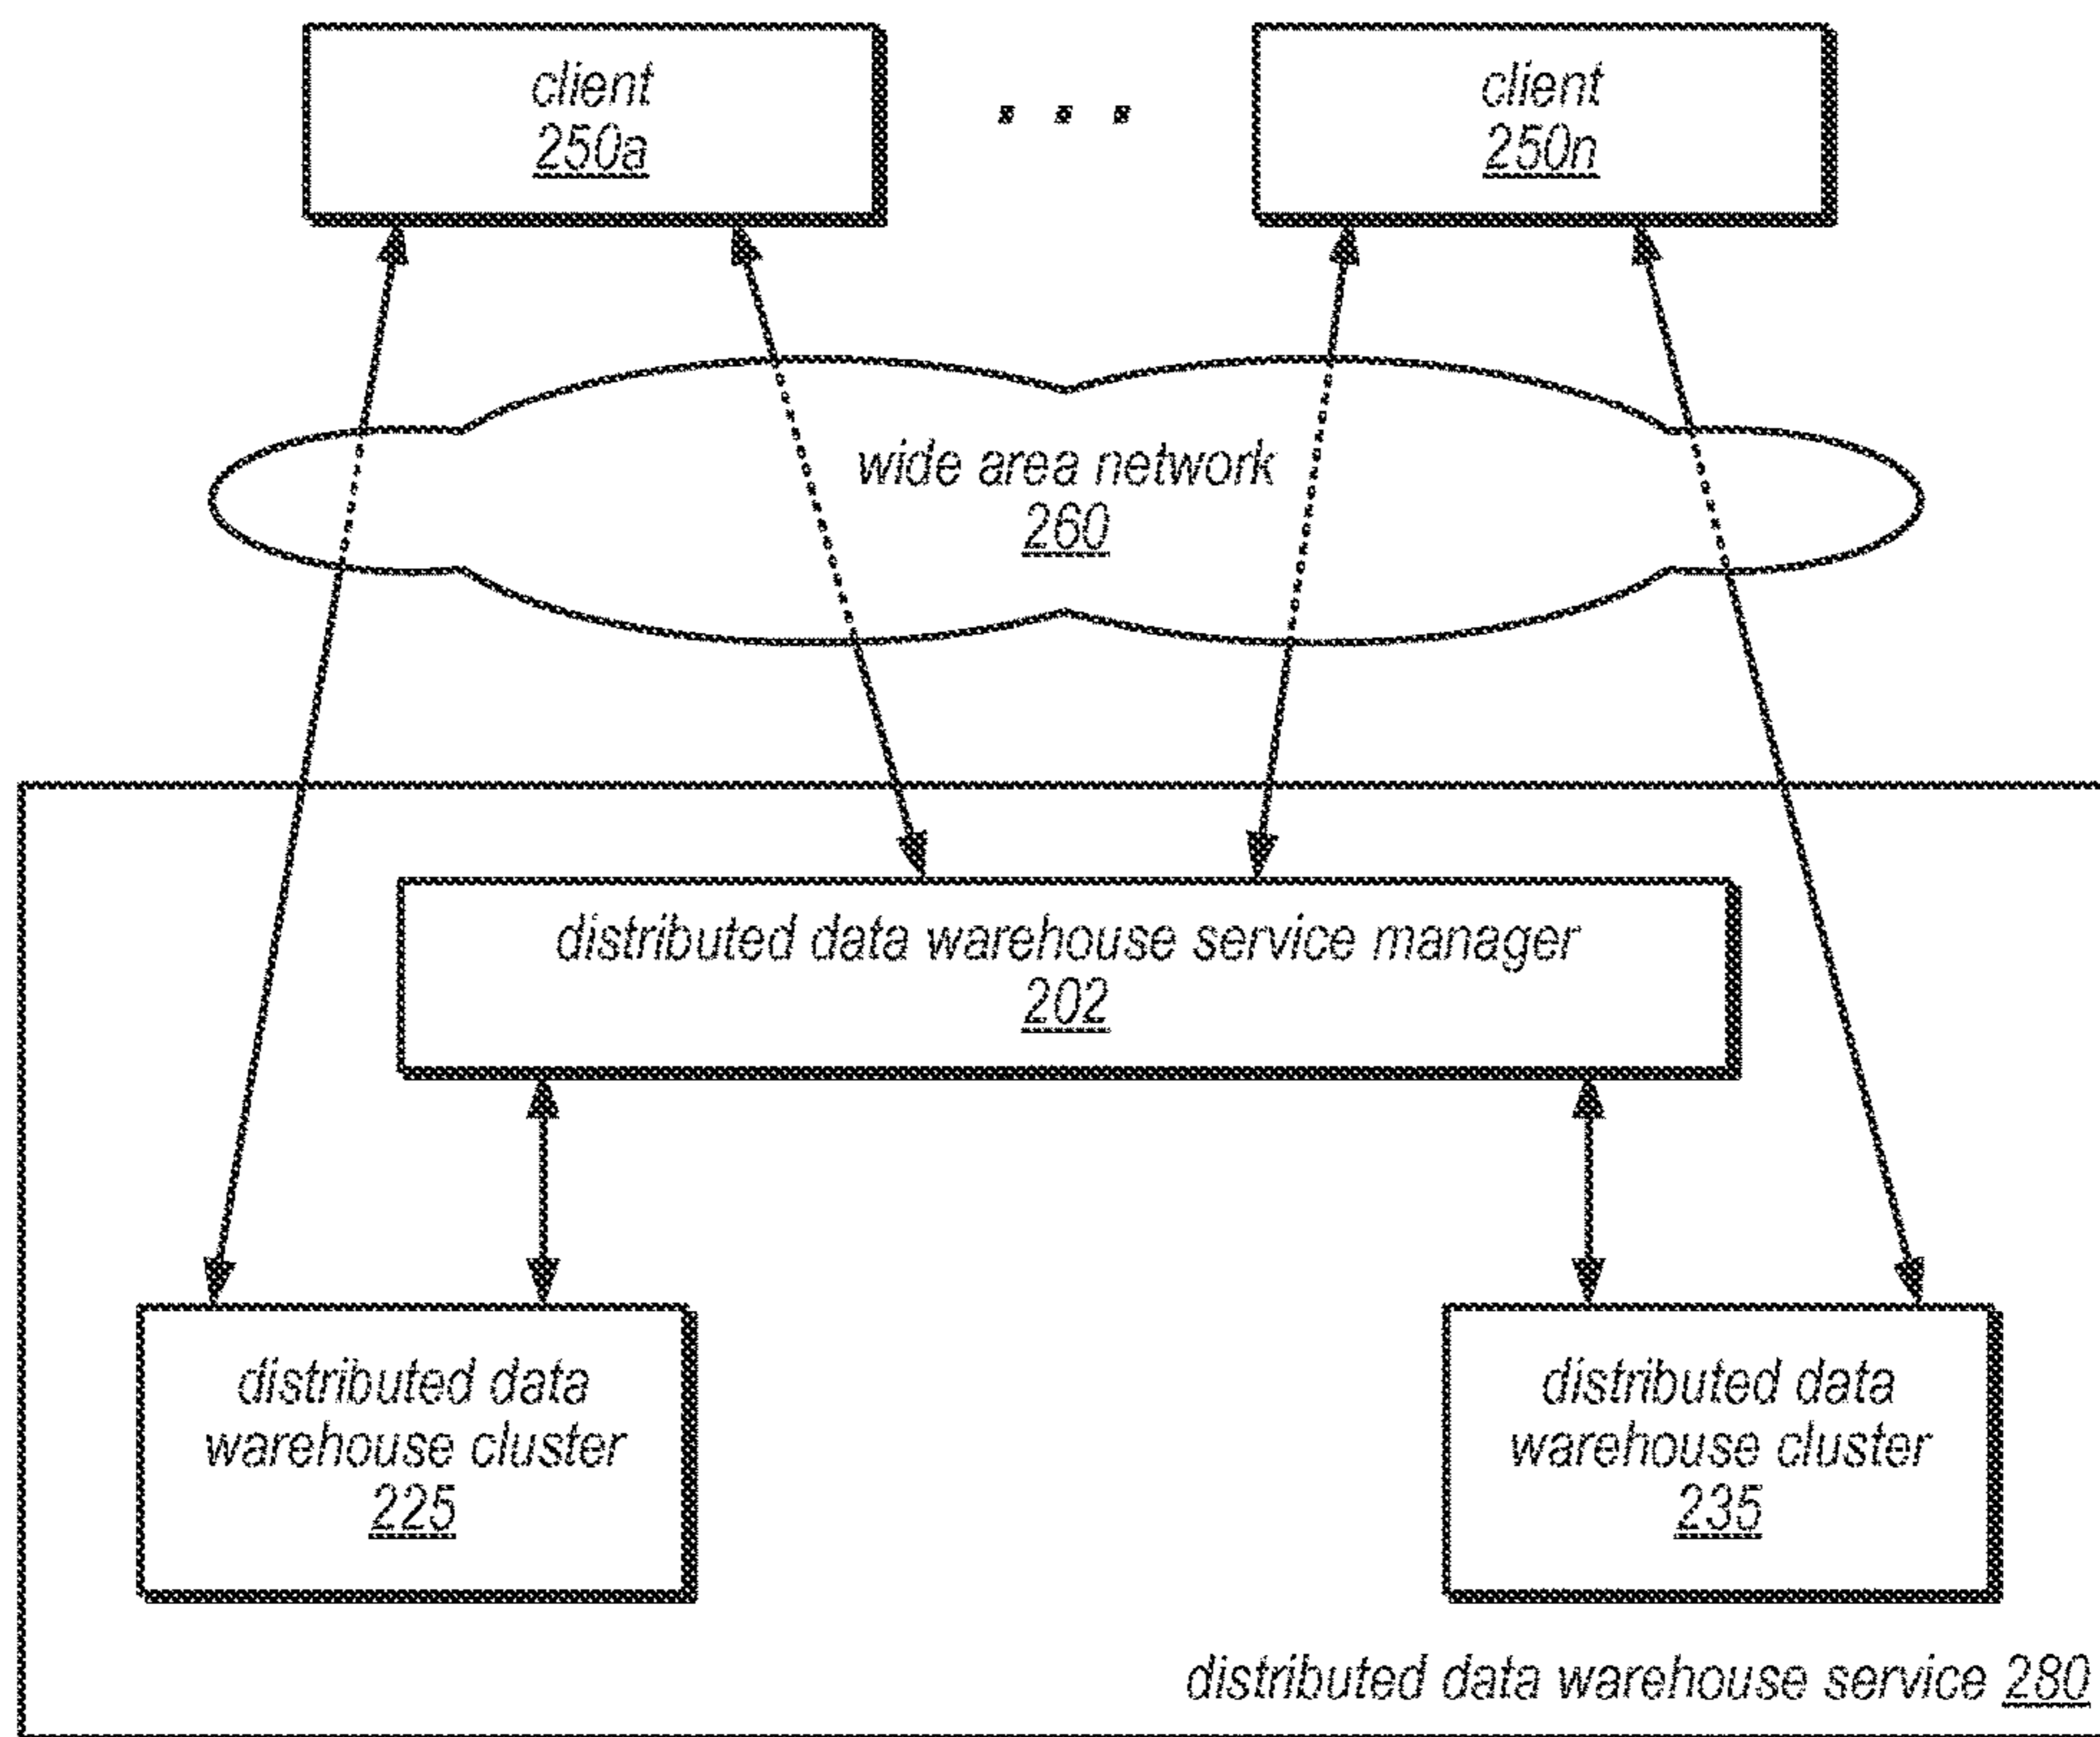 client
250a
. . .
client
250n
wide area network
260
distributed data warehouse service manager
202
distributed data
warehouse cluster
225
distributed data
warehouse cluster
235
distributed data warehouse service 280